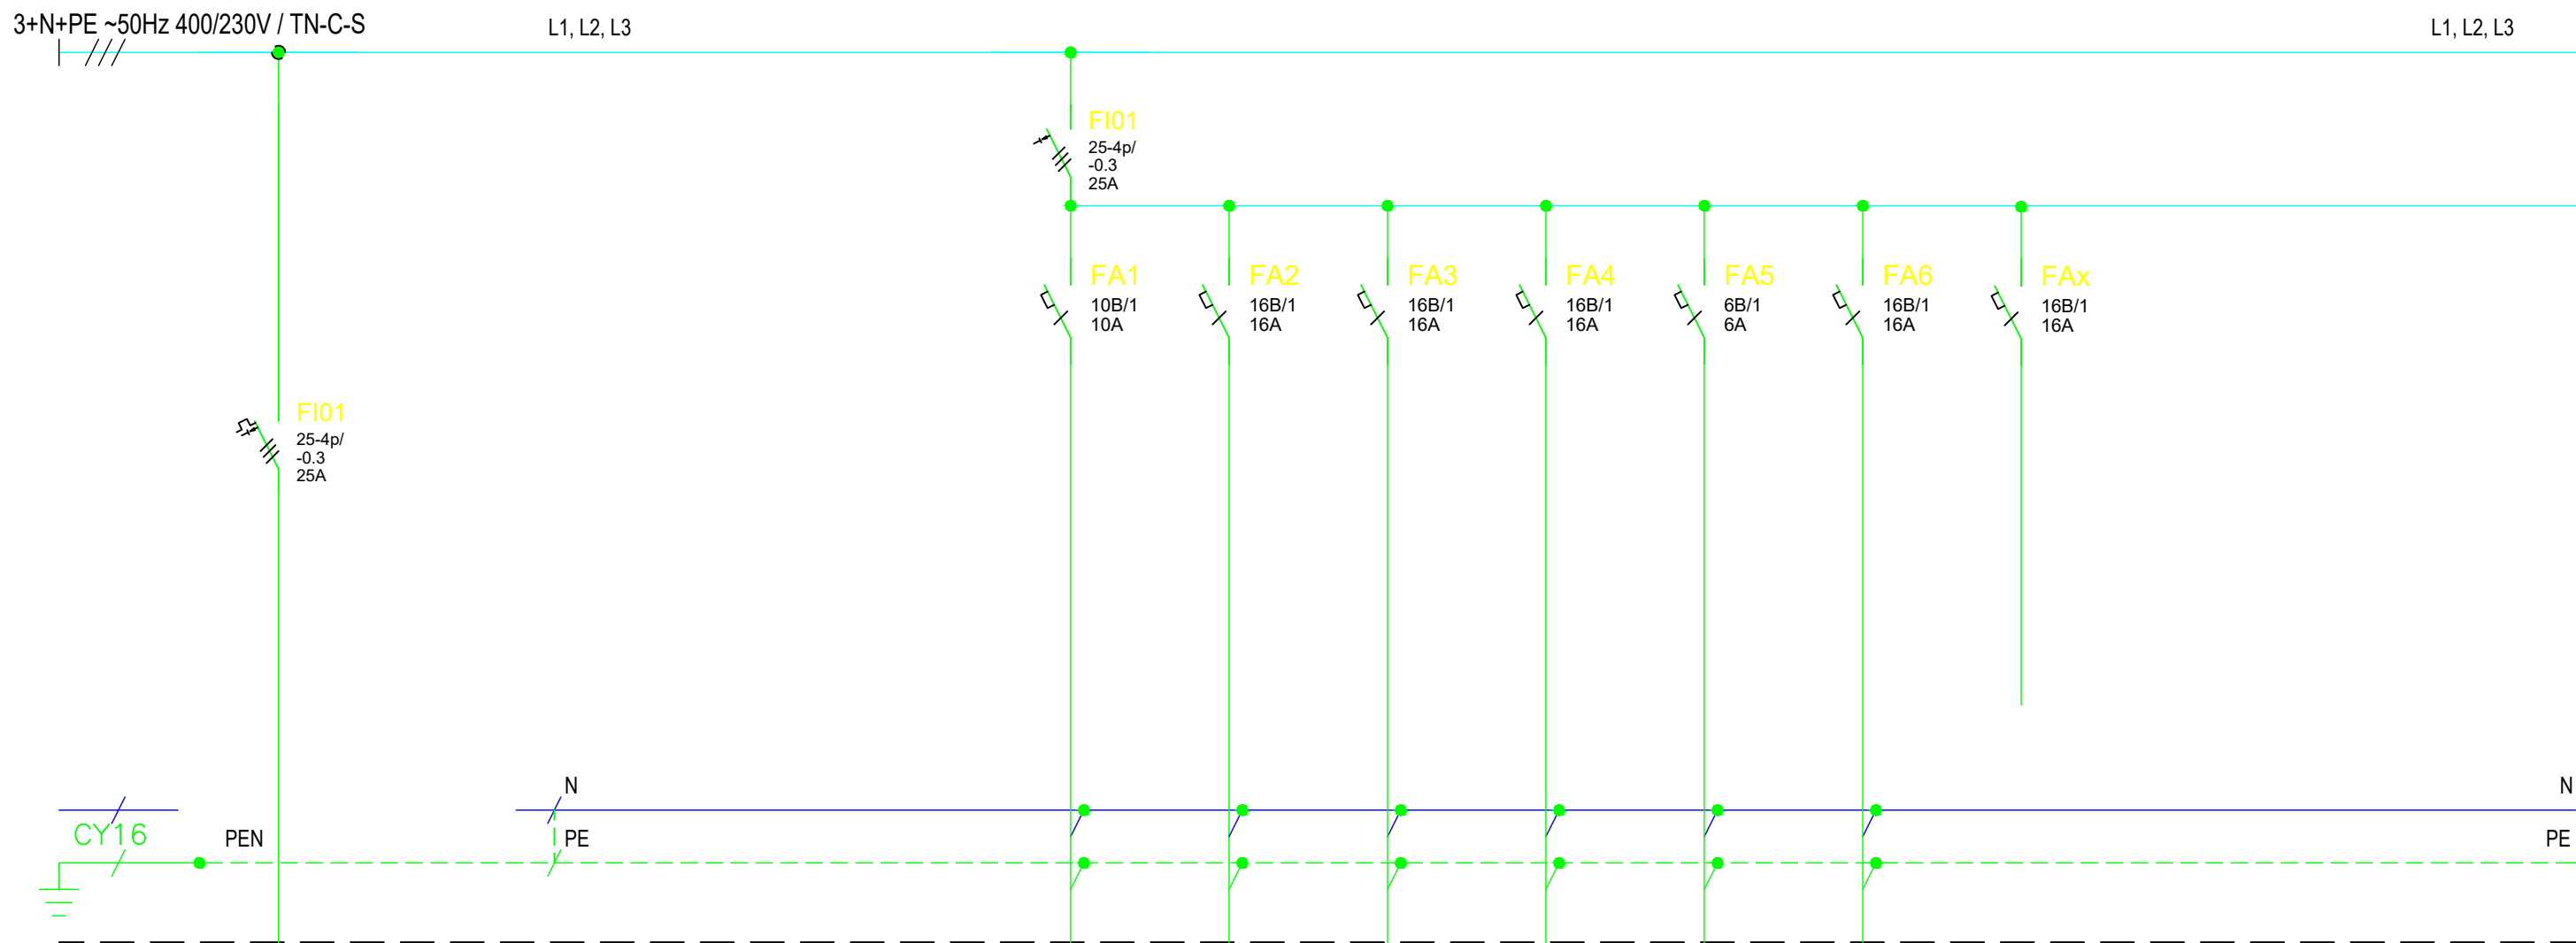 3+N+PE ~50Hz 400/230V / TN-C-S
L1, L2, L3
L1, L2, L3
FI01
25-4p/
-0.3
25A
FA1
10B/1
10A
FA2
16B/1
16A
FA3
16B/1
16A
FA4
16B/1
16A
FA5
6B/1
6A
FA6
16B/1
16A
FAx
16B/1
16A
FI01
25-4p/
-0.3
25A
N
N
CY16
PEN
PE
PE